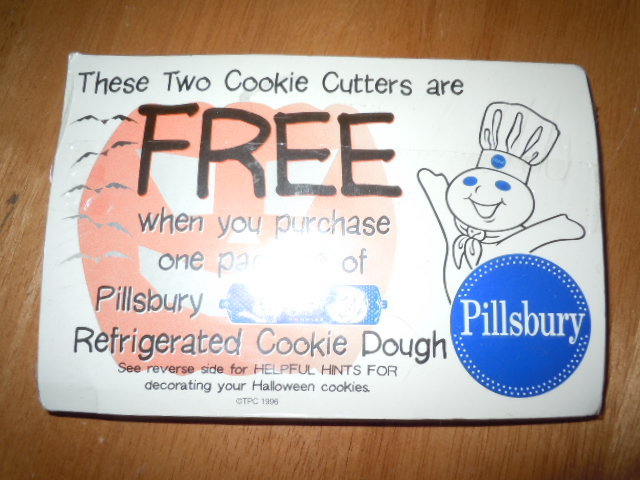 These Two Cookie Cutters are
FREE
when you purchase
one of
Pillsbury
Refrigerated Cookie Dough
See reverse side for HELPFUL HINTS FOR
decorating your Halloween cookies.
©TPC 1996
Pillsbury